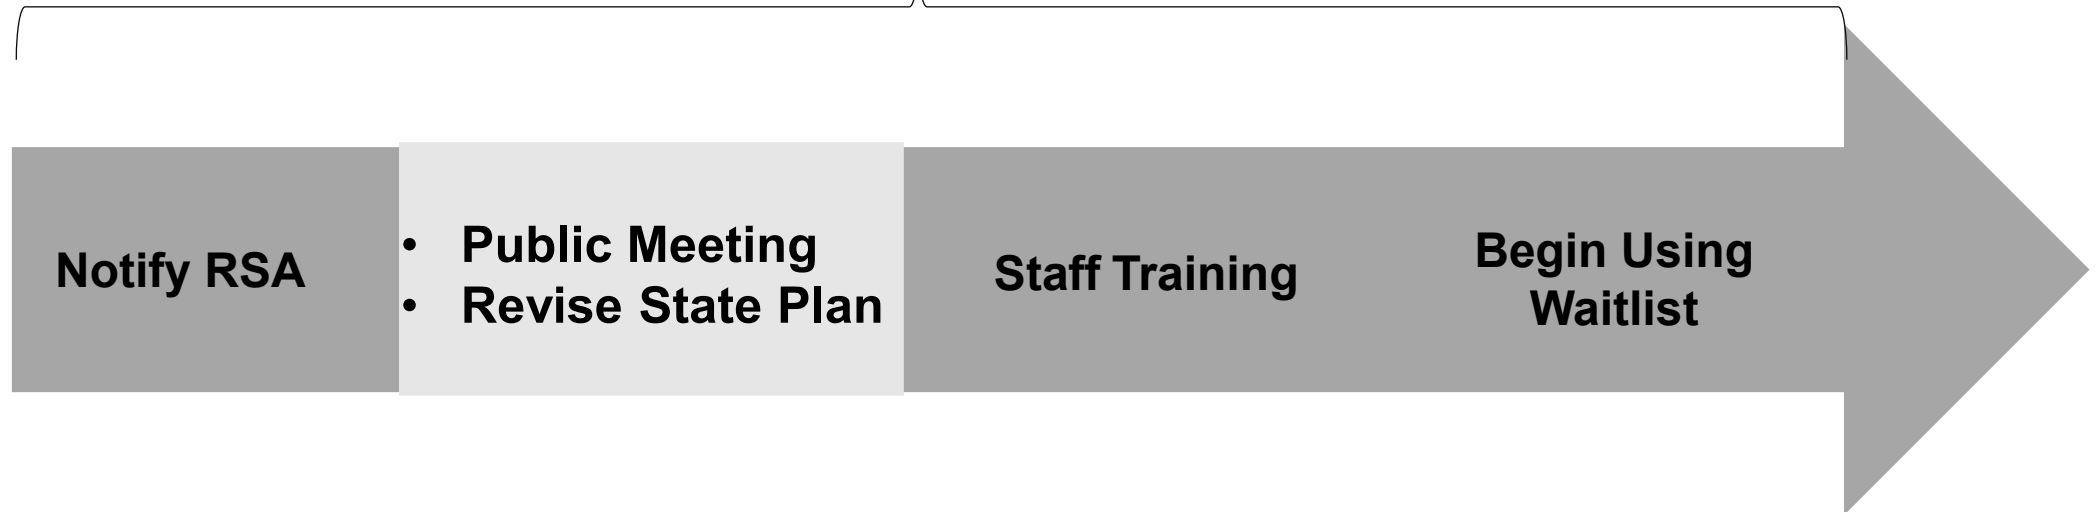 Notify RSA
• Public Meeting
• Revise State Plan
Staff Training
Begin Using
Waitlist